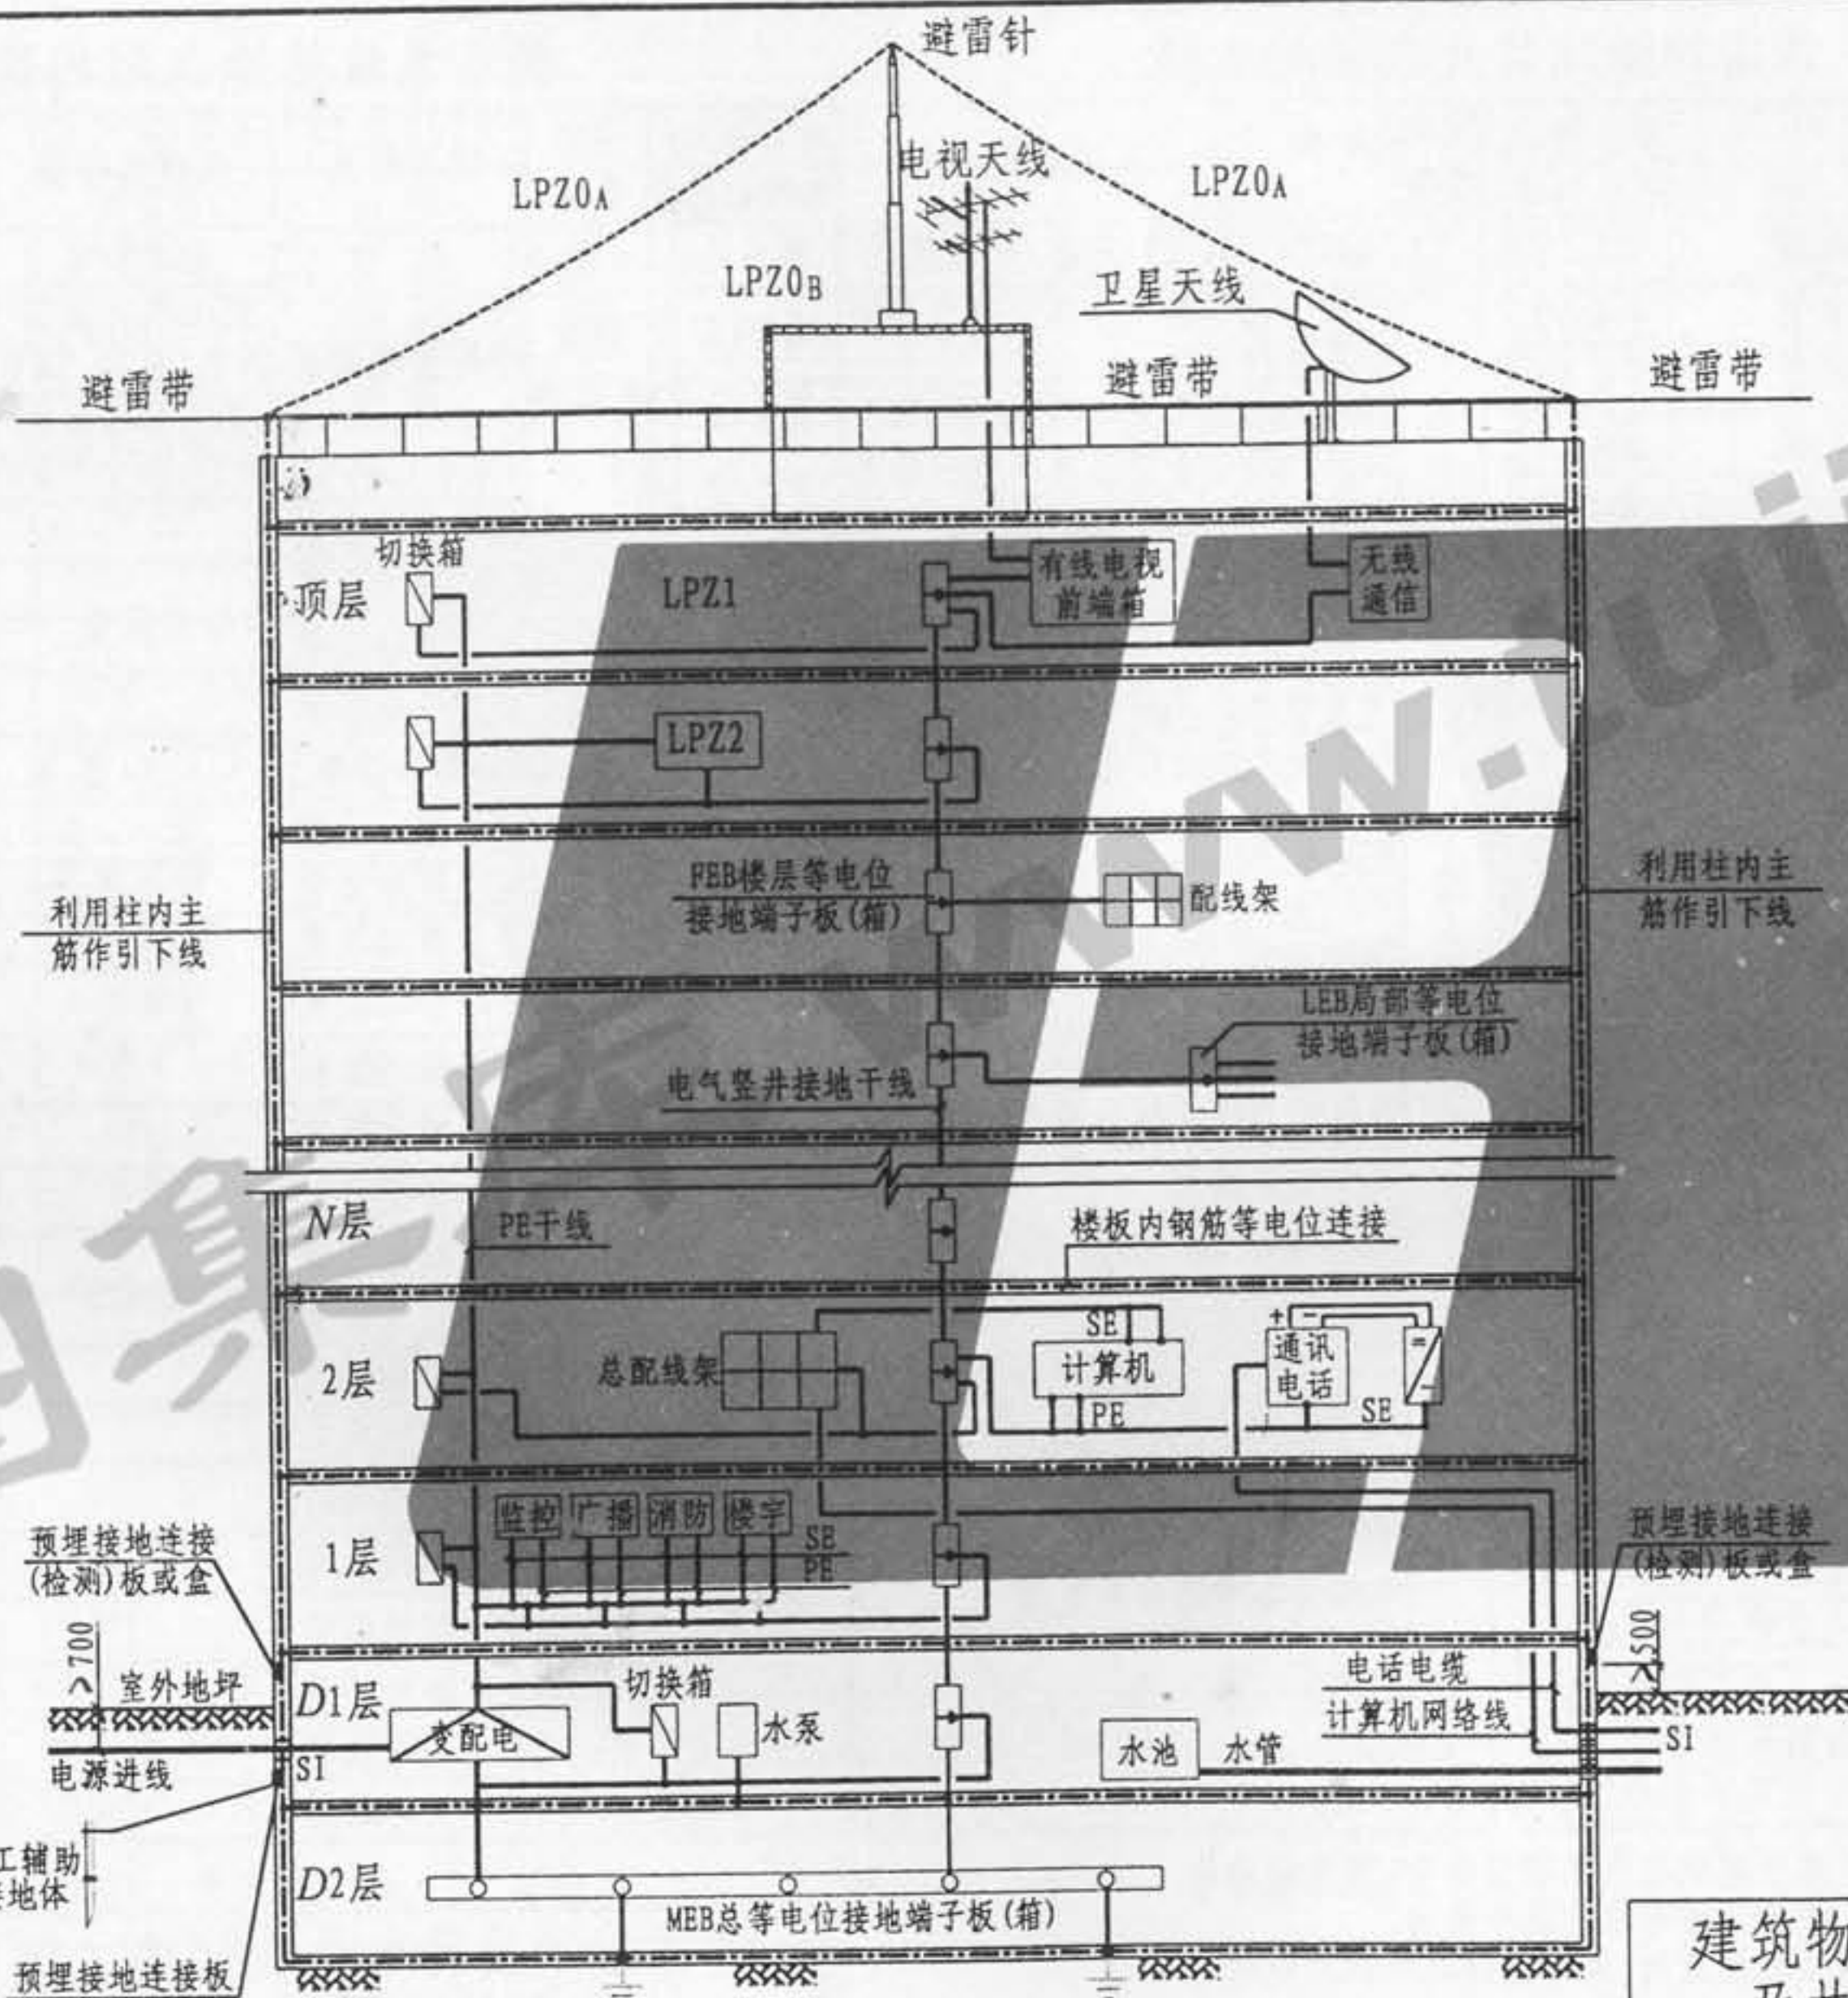 避雷针
电视天线
LPZ0A
LPZ0A
LPZ0B
卫星天线
避雷带
避雷带
避雷带
切换箱
顶层
LPZ1
有线电视
前端箱
无线
通信
LPZ2
FEB楼层等电位
接地端子板(箱)
配线架
利用柱内主
筋作引下线
利用柱内主
筋作引下线
LEB局部等电位
接地端子板(箱)
电气竖井接地干线
N层
PE干线
楼板内钢筋等电位连接
2层
总配线架
SE
计算机
PE
+ -
通讯
电话
SE
=
~
预埋接地连接
(检测)板或盒
1层
监控
广播
消防
楼宇
SE
PE
预埋接地连接
(检测)板或盒
>700
室外地坪
D1层
切换箱
变配电
水泵
电话电缆
计算机网络线
>500
水池
水管
SI
电源进线
SI
工辅助
接地体
D2层
MEB总等电位接地端子板(箱)
预埋接地连接板
建筑物
www.tuji
图集库